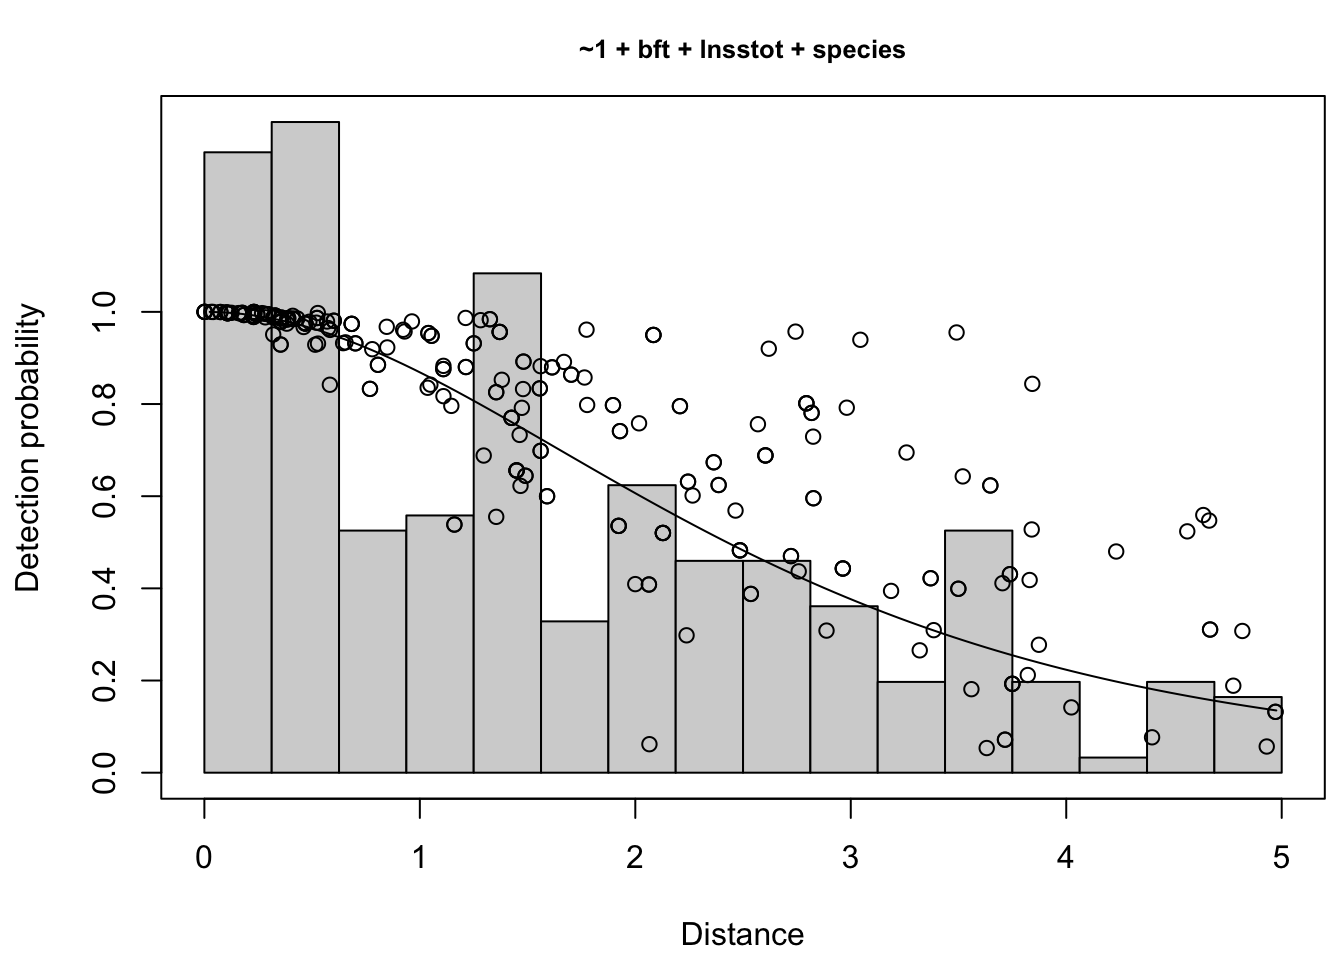 ~1 + bft + lnsstot + species
Detection probability
1.0
0.8
0.6
0.4
0.2
0.0
0 1 2 3 4 5
Distance